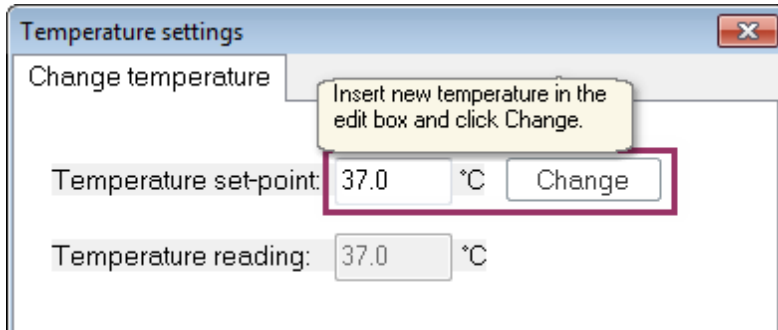 Temperature settings
Change temperature
Insert new temperature in the
edit box and click Change.
Temperature set-point: 37.0 °C Change
Temperature reading: 37.0 °C